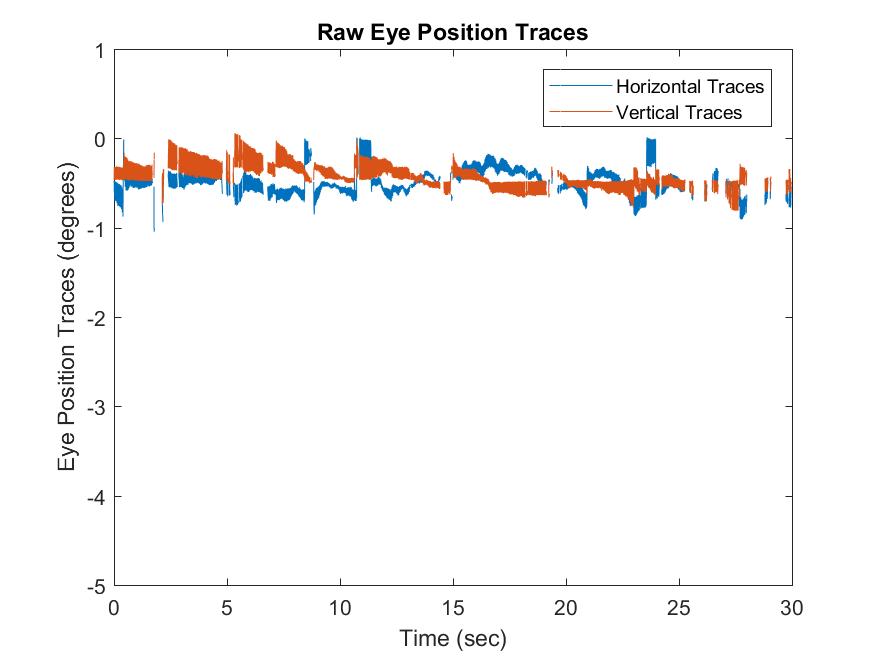 Raw Eye Position Traces
Horizontal Traces
Vertical Traces
Eye Position Traces (degrees)
1
0
-1
-2
-3
-4
-5
0 5 10 15 20 25 30
Time (sec)